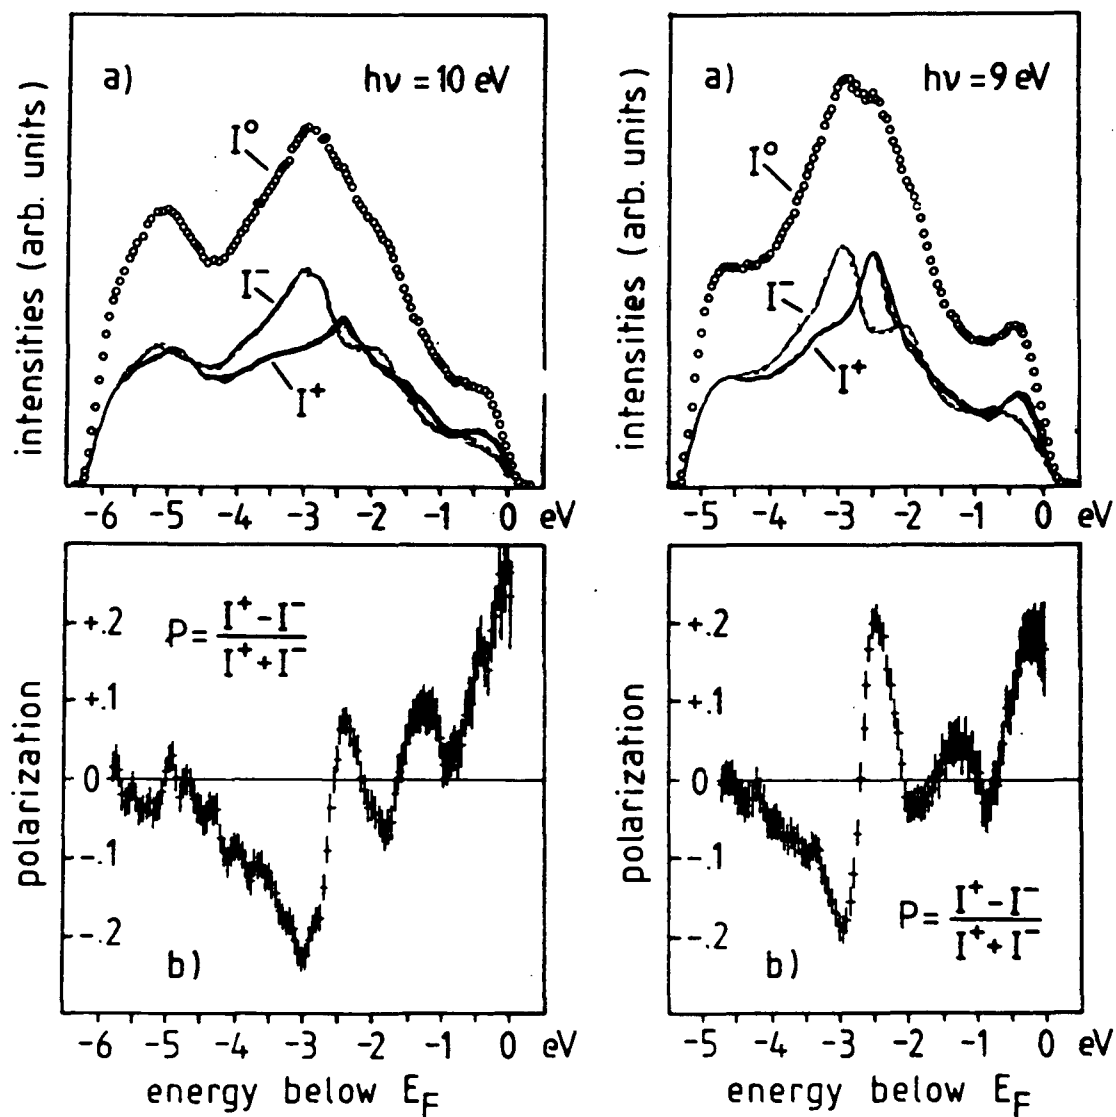 a)
hν = 10 eV
I°
I⁻
I⁺
intensities (arb. units)
-6 -5 -4 -3 -2 -1 0 eV
a)
hν = 9 eV
I°
I⁻
I⁺
intensities (arb. units)
-5 -4 -3 -2 -1 0 eV
+.2
+.1
0
-.1
-.2
P = I⁺ - I⁻ / I⁺ + I⁻
b)
polarization
-6 -5 -4 -3 -2 -1 0 eV
energy below E_F
+.2
+.1
0
-.1
-.2
P = I⁺ - I⁻ / I⁺ + I⁻
b)
polarization
-5 -4 -3 -2 -1 0 eV
energy below E_F